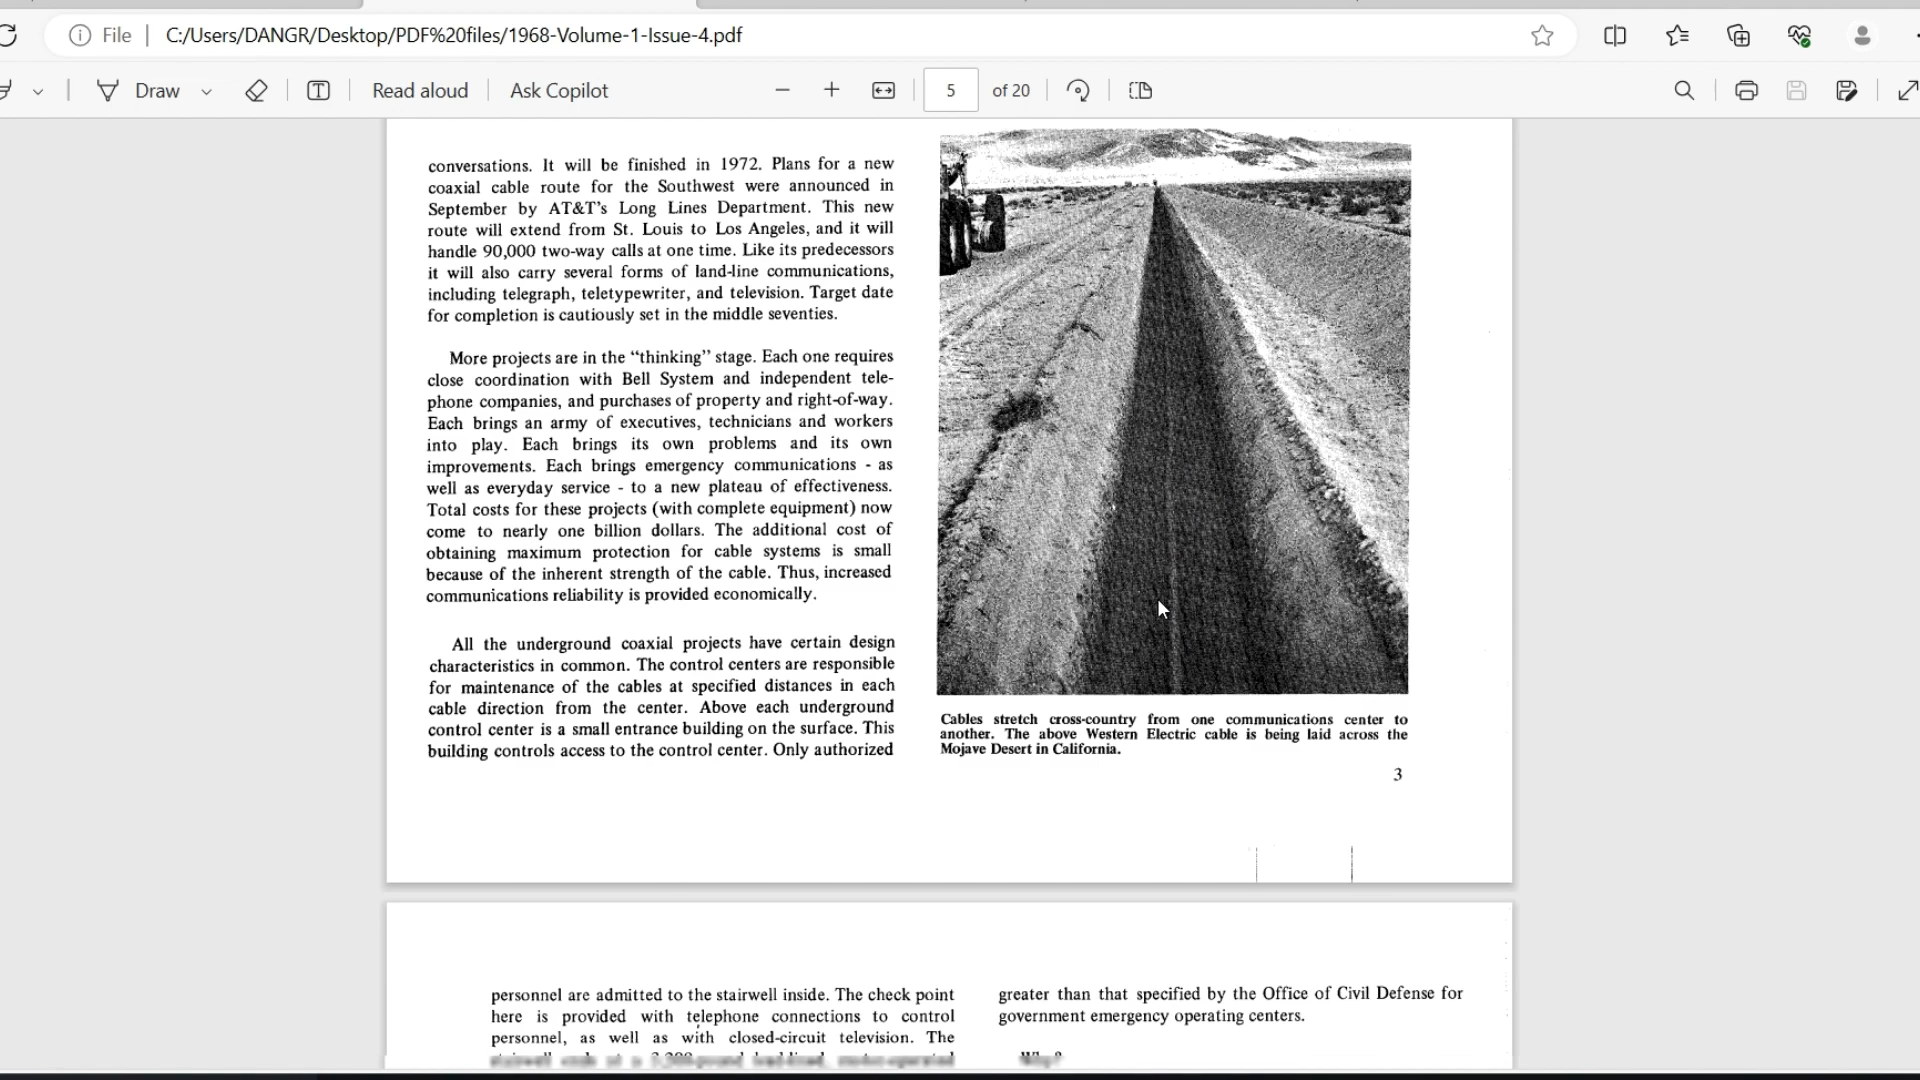 File
C:/Users/DANGR/Desktop/PDF%20files/1968-Volume-1-Issue-4.pdf
Draw
Read aloud
Ask Copilot
5
of 20
conversations. It will be finished in 1972. Plans for a new
coaxial cable route for the Southwest were announced in
September by AT&T's Long Lines Department. This new
route will extend from St. Louis to Los Angeles, and it will
handle 90,000 two-way calls at one time. Like its predecessors
it will also carry several forms of land-line communications,
including telegraph, teletypewriter, and television. Target date
for completion is cautiously set in the middle seventies.
More projects are in the "thinking" stage. Each one requires
close coordination with Bell System and independent tele-
phone companies, and purchases of property and right-of-way.
Each brings an army of executives, technicians and workers
into play. Each brings its own problems and its own
improvements. Each brings emergency communications - as
well as everyday service - to a new plateau of effectiveness.
Total costs for these projects (with complete equipment) now
come to nearly one billion dollars. The additional cost of
obtaining maximum protection for cable systems is small
because of the inherent strength of the cable. Thus, increased
communications reliability is provided economically.
All the underground coaxial projects have certain design
characteristics in common. The control centers are responsible
for maintenance of the cables at specified distances in each
cable direction from the center. Above each underground
control center is a small entrance building on the surface. This
building controls access to the control center. Only authorized
Cables stretch cross-country from one communications center to
another. The above Western Electric cable is being laid across the
Mojave Desert in California.
3
personnel are admitted to the stairwell inside. The check point
here is provided with telephone connections to control
personnel, as well as with closed-circuit television. The
greater than that specified by the Office of Civil Defense for
government emergency operating centers.
Why?